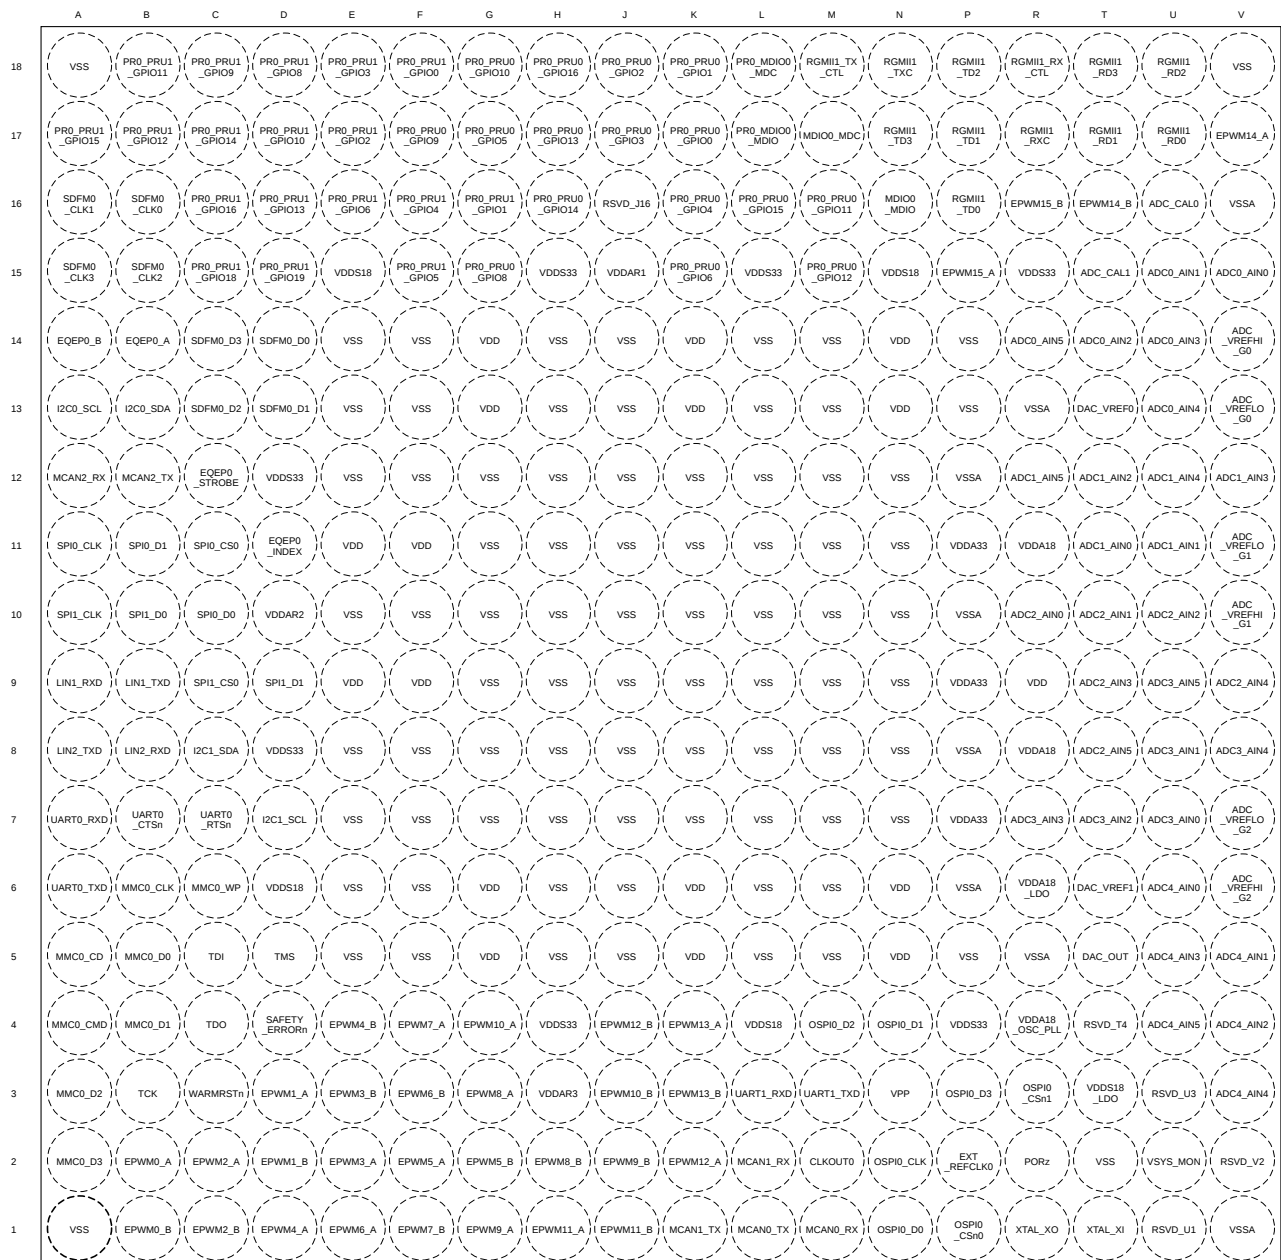 A B C D E F G H J K L M N P R T U V
18 VSS PR0_PRU1_GPIO11 PR0_PRU1_GPIO9 PR0_PRU1_GPIO8 PR0_PRU1_GPIO3 PR0_PRU1_GPIO0 PR0_PRU0_GPIO10 PR0_PRU0_GPIO16 PR0_PRU0_GPIO2 PR0_PRU0_GPIO1 PR0_MDIO0_MDC RGMII1_TX_CTL RGMII1_TXC RGMII1_TD2 RGMII1_RX_CTL RGMII1_RD3 RGMII1_RD2 VSS
17 PR0_PRU1_GPIO15 PR0_PRU1_GPIO12 PR0_PRU1_GPIO14 PR0_PRU1_GPIO10 PR0_PRU1_GPIO2 PR0_PRU0_GPIO9 PR0_PRU0_GPIO5 PR0_PRU0_GPIO13 PR0_PRU0_GPIO3 PR0_PRU0_GPIO0 PR0_MDIO0_MDIO MDIO0_MDC RGMII1_TD3 RGMII1_TD1 RGMII1_RXC RGMII1_RD1 RGMII1_RD0 EPWM14_A
16 SDFM0_CLK1 SDFM0_CLK0 PR0_PRU1_GPIO16 PR0_PRU1_GPIO13 PR0_PRU1_GPIO6 PR0_PRU1_GPIO4 PR0_PRU1_GPIO1 PR0_PRU0_GPIO14 RSVD_J16 PR0_PRU0_GPIO4 PR0_PRU0_GPIO15 PR0_PRU0_GPIO11 MDIO0_MDIO RGMII1_TD0 EPWM15_B EPWM14_B ADC_CAL0 VSSA
15 SDFM0_CLK3 SDFM0_CLK2 PR0_PRU1_GPIO18 PR0_PRU1_GPIO19 VDDS18 PR0_PRU1_GPIO5 PR0_PRU0_GPIO8 VDDS33 VDDAR1 PR0_PRU0_GPIO6 VDDS33 PR0_PRU0_GPIO12 VDDS18 EPWM15_A VDDS33 ADC_CAL1 ADC0_AIN1 ADC0_AIN0
14 EQEP0_B EQEP0_A SDFM0_D3 SDFM0_D0 VSS VSS VDD VSS VSS VDD VSS VSS VDD VSS ADC0_AIN5 ADC0_AIN2 ADC0_AIN3 ADC_VREFHI_G0
13 I2C0_SCL I2C0_SDA SDFM0_D2 SDFM0_D1 VSS VSS VDD VSS VSS VDD VSS VSS VDD VSS VSSA DAC_VREF0 ADC0_AIN4 ADC_VREFLO_G0
12 MCAN2_RX MCAN2_TX EQEP0_STROBE VDDS33 VSS VSS VSS VSS VSS VSS VSS VSS VSS VSSA ADC1_AIN5 ADC1_AIN2 ADC1_AIN4 ADC1_AIN3
11 SPI0_CLK SPI0_D1 SPI0_CS0 EQEP0_INDEX VDD VDD VSS VSS VSS VSS VSS VSS VSS VDDA33 VDDA18 ADC1_AIN0 ADC1_AIN1 ADC_VREFLO_G1
10 SPI1_CLK SPI1_D0 SPI0_D0 VDDAR2 VSS VSS VSS VSS VSS VSS VSS VSS VSS VSSA ADC2_AIN0 ADC2_AIN1 ADC2_AIN2 ADC_VREFHI_G1
9 LIN1_RXD LIN1_TXD SPI1_CS0 SPI1_D1 VDD VDD VSS VSS VSS VSS VSS VSS VSS VDDA33 VDD ADC2_AIN3 ADC3_AIN5 ADC2_AIN4
8 LIN2_TXD LIN2_RXD I2C1_SDA VDDS33 VSS VSS VSS VSS VSS VSS VSS VSS VSS VSSA VDDA18 ADC2_AIN5 ADC3_AIN1 ADC3_AIN4
7 UART0_RXD UART0_CTSn UART0_RTSn I2C1_SCL VSS VSS VSS VSS VSS VSS VSS VSS VSS VDDA33 ADC3_AIN3 ADC3_AIN2 ADC3_AIN0 ADC_VREFLO_G2
6 UART0_TXD MMC0_CLK MMC0_WP VDDS18 VSS VSS VDD VSS VSS VDD VSS VSS VDD VSSA VDDA18_LDO DAC_VREF1 ADC4_AIN0 ADC_VREFHI_G2
5 MMC0_CD MMC0_D0 TDI TMS VSS VSS VDD VSS VSS VDD VSS VSS VDD VSS VSSA DAC_OUT ADC4_AIN3 ADC4_AIN1
4 MMC0_CMD MMC0_D1 TDO SAFETY_ERRORn EPWM4_B EPWM7_A EPWM10_A VDDS33 EPWM12_B EPWM13_A VDDS18 OSPI0_D2 OSPI0_D1 VDDS33 VDDA18_OSC_PLL RSVD_T4 ADC4_AIN5 ADC4_AIN2
3 MMC0_D2 TCK WARMRSTn EPWM1_A EPWM3_B EPWM6_B EPWM8_A VDDAR3 EPWM10_B EPWM13_B UART1_RXD UART1_TXD VPP OSPI0_D3 OSPI0_CSn1 VDDS18_LDO RSVD_U3 ADC4_AIN4
2 MMC0_D3 EPWM0_A EPWM2_A EPWM1_B EPWM3_A EPWM5_A EPWM5_B EPWM8_B EPWM9_B EPWM12_A MCAN1_RX CLKOUT0 OSPI0_CLK EXT_REFCLK0 PORz VSS VSYS_MON RSVD_V2
1 VSS EPWM0_B EPWM2_B EPWM4_A EPWM6_A EPWM7_B EPWM9_A EPWM11_A EPWM11_B MCAN1_TX MCAN0_TX MCAN0_RX OSPI0_D0 OSPI0_CSn0 XTAL_XO XTAL_XI RSVD_U1 VSSA